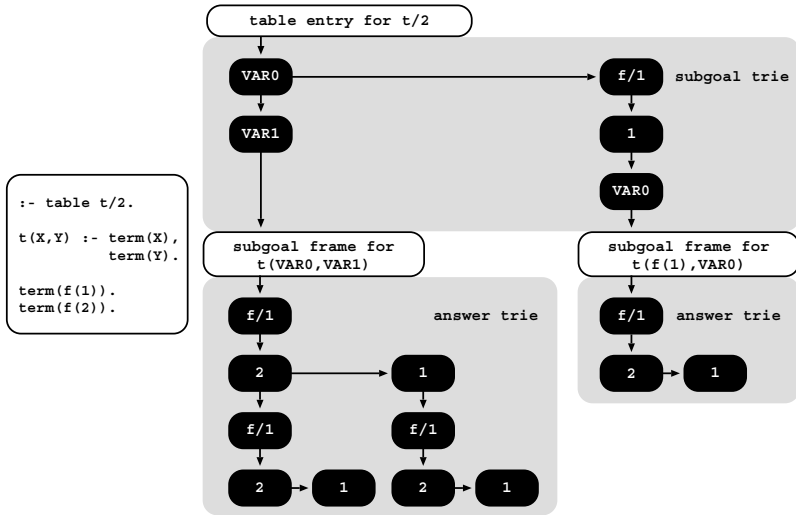 table entry for t/2
VAR0
f/1
subgoal trie
VAR1
1
VAR0
:- table t/2.
t(X,Y) :- term(X),
term(Y).
term(f(1)).
term(f(2)).
subgoal frame for
t(VAR0,VAR1)
subgoal frame for
t(f(1),VAR0)
f/1
answer trie
f/1
answer trie
2
1
2
1
f/1
f/1
2
1
2
1